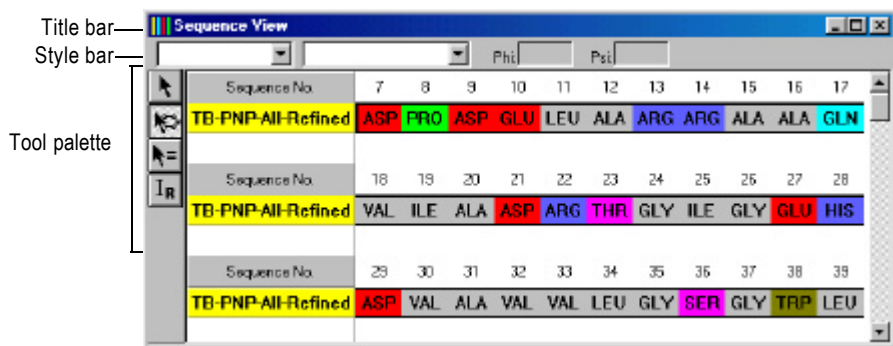 Title bar
Sequence View
Style bar
Phi: Psi:
Tool palette
Sequence No. 7 8 9 10 11 12 13 14 15 16 17
TB-PNP-All-Refined ASP PRO ASP GLU LEU ALA ARG ARG ALA ALA GLN
IR
Sequence No. 18 19 20 21 22 23 24 25 26 27 28
TB-PNP-All-Refined VAL ILE ALA ASP ARG THR GLY ILE GLY GLU HIS
Sequence No. 29 30 31 32 33 34 35 36 37 38 39
TB-PNP-All-Refined ASP VAL ALA VAL VAL LEU GLY SER GLY TRP LEU